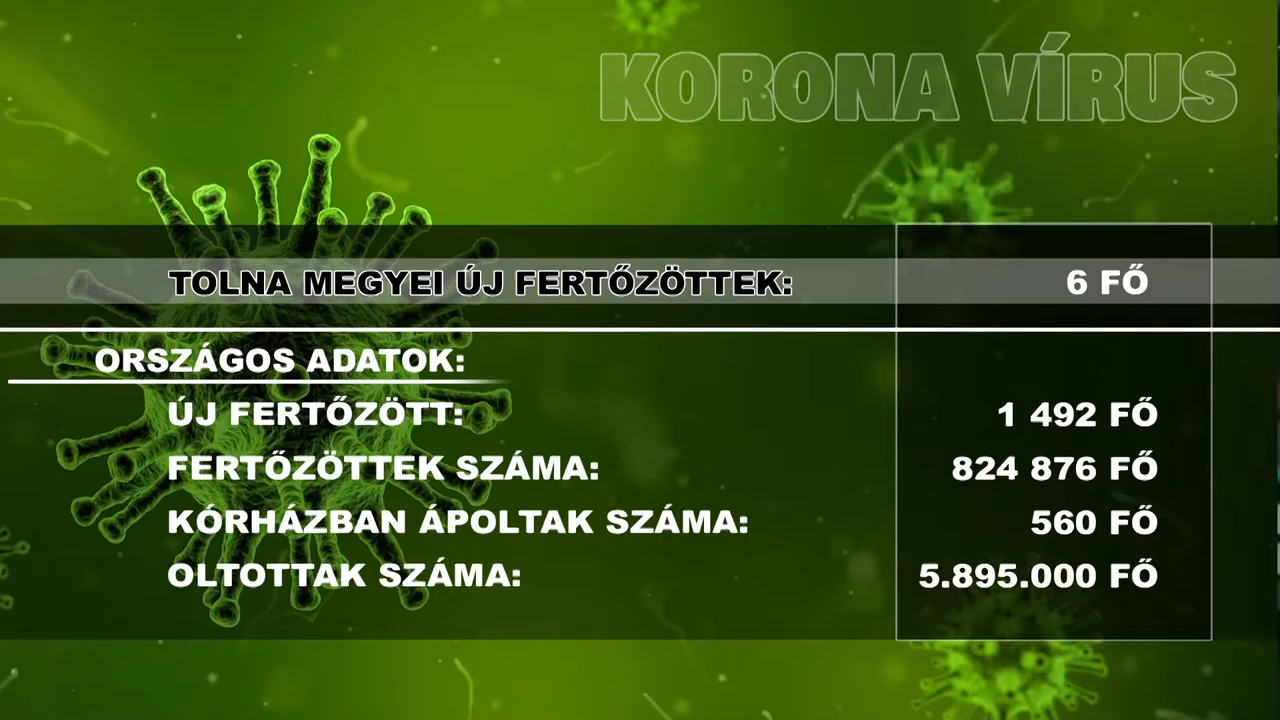 KORONA VÍRUS
TOLNA MEGYEI ÚJ FERTŐZÖTTEK: 6 FŐ
ORSZÁGOS ADATOK:
ÚJ FERTŐZÖTT: 1 492 FŐ
FERTŐZÖTTEK SZÁMA: 824 876 FŐ
KÓRHÁZBAN ÁPOLTAK SZÁMA: 560 FŐ
OLTOTTAK SZÁMA: 5.895.000 FŐ